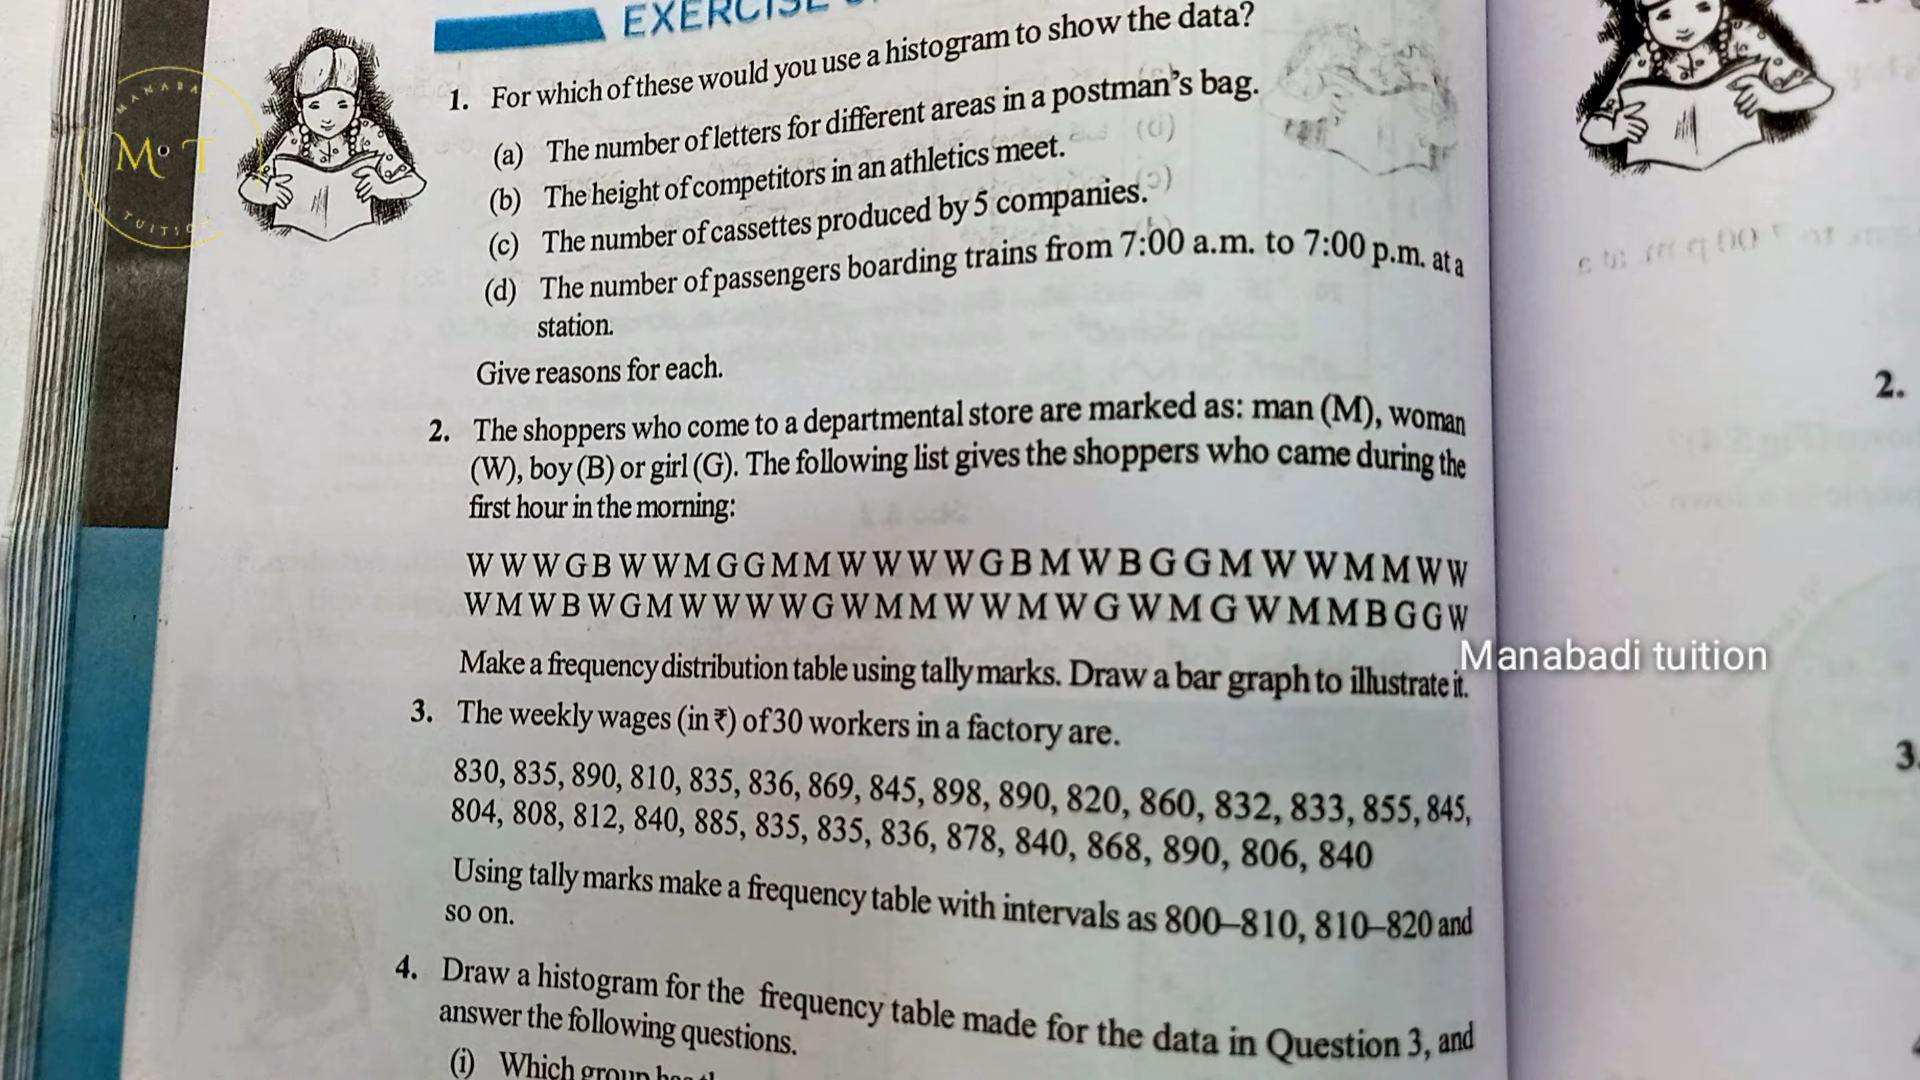 EXERCISE
1. For which of these would you use a histogram to show the data?
(a) The number of letters for different areas in a postman's bag.
(b) The height of competitors in an athletics meet.
(c) The number of cassettes produced by 5 companies.
(d) The number of passengers boarding trains from 7:00 a.m. to 7:00 p.m. at a
station.
Give reasons for each.
2. The shoppers who come to a departmental store are marked as: man (M), woman
(W), boy (B) or girl (G). The following list gives the shoppers who came during the
first hour in the morning:
W W W G B W W M G G M M W W W W G B M W B G G M W W M M W W
W M W B W G M W W W W G W M M W W M W G W M G W M M B G G W
Make a frequency distribution table using tally marks. Draw a bar graph to illustrate it.
3. The weekly wages (in ₹) of 30 workers in a factory are.
830, 835, 890, 810, 835, 836, 869, 845, 898, 890, 820, 860, 832, 833, 855, 845,
804, 808, 812, 840, 885, 835, 835, 836, 878, 840, 868, 890, 806, 840
Using tally marks make a frequency table with intervals as 800–810, 810–820 and
so on.
4. Draw a histogram for the frequency table made for the data in Question 3, and
answer the following questions.
(i) Which group
MANABA
M T
TUITION
Manabadi tuition
2.
3.